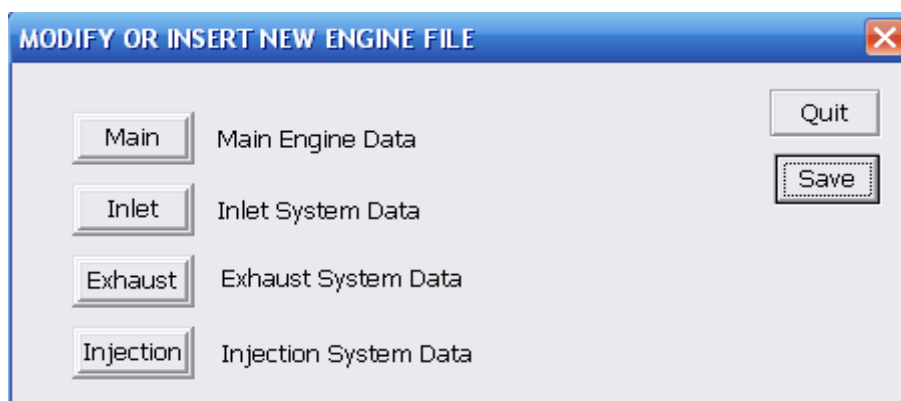 MODIFY OR INSERT NEW ENGINE FILE
Quit
Main Main Engine Data
Save
Inlet Inlet System Data
Exhaust Exhaust System Data
Injection Injection System Data